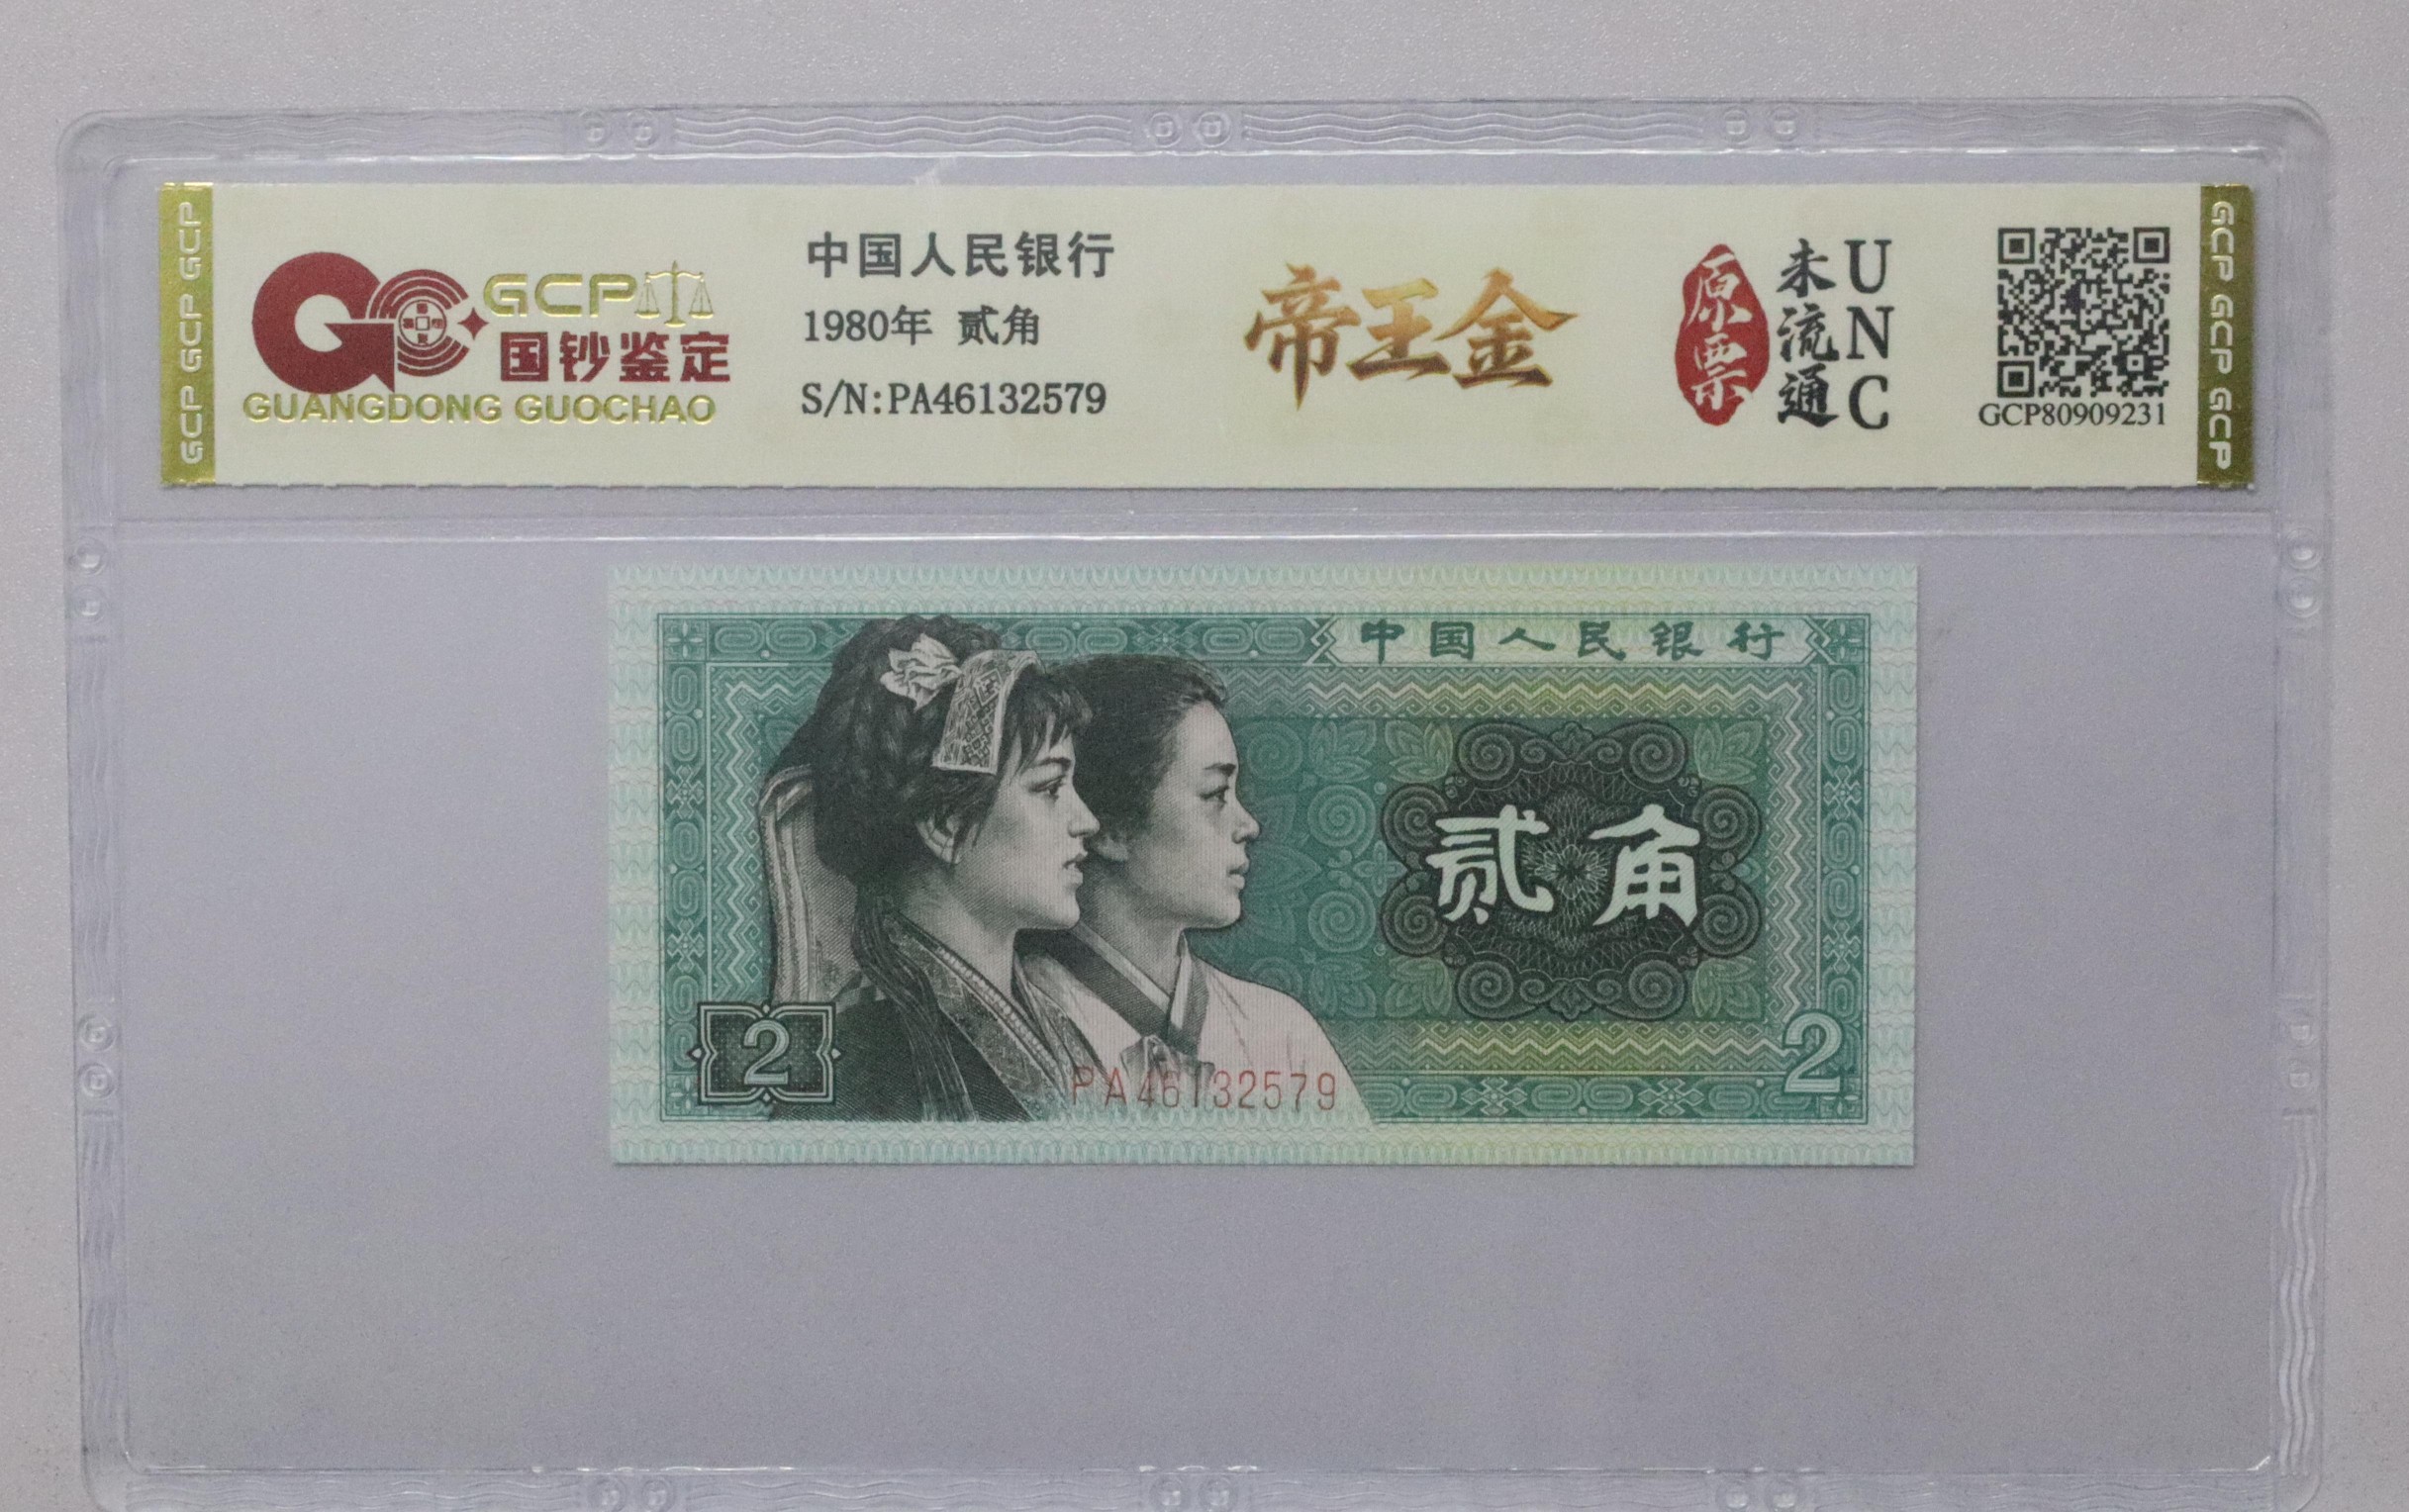 GCP GCP GCP
GCP
国钞鉴定
GUANGDONG GUOCHAO
中国人民银行
1980年 贰角
S/N:PA46132579
帝王金
原票
未流通
UNC
GCP80909231
GCP GCP GCP
中国人民银行
贰角
2
2
PA46132579